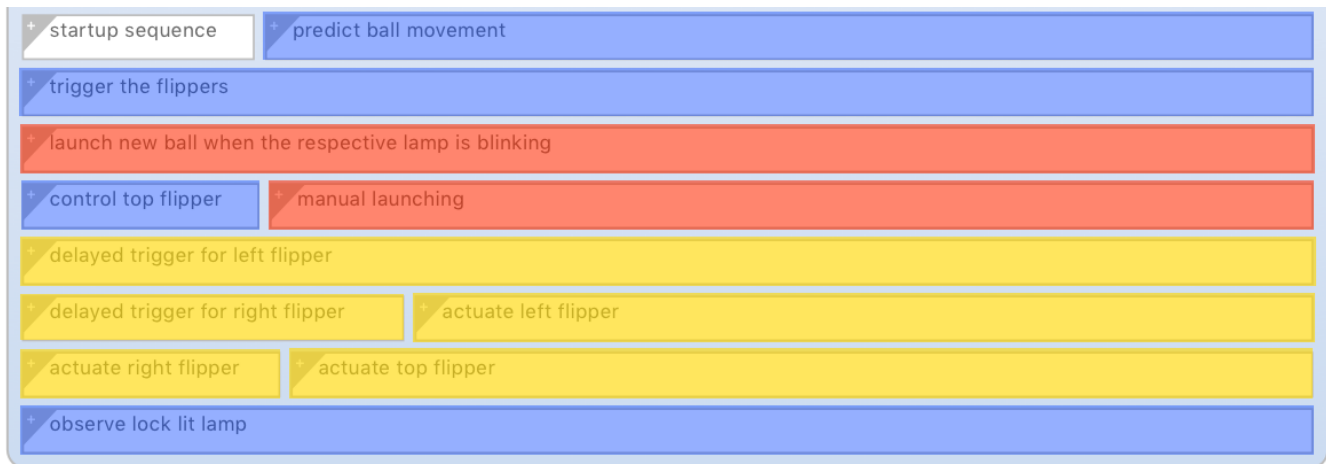 startup sequence
predict ball movement
trigger the flippers
launch new ball when the respective lamp is blinking
control top flipper
manual launching
delayed trigger for left flipper
delayed trigger for right flipper
actuate left flipper
actuate right flipper
actuate top flipper
observe lock lit lamp